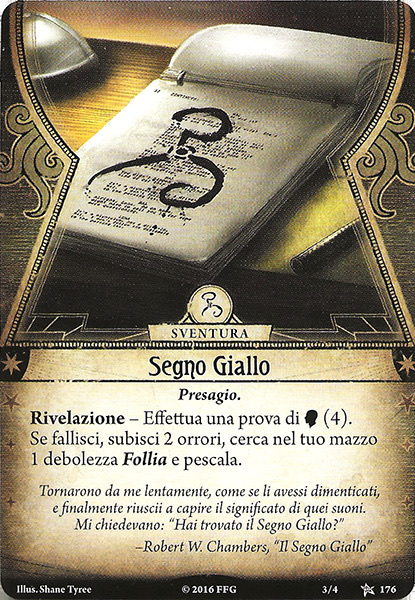 SVENTURA
Segno Giallo
Presagio.
Rivelazione – Effettua una prova di (4).
Se fallisci, subisci 2 orrori, cerca nel tuo mazzo
1 debolezza Follia e pescala.
Tornarono da me lentamente, come se li avessi dimenticati,
e finalmente riuscii a capire il significato di quei suoni.
Mi chiedevano: “Hai trovato il Segno Giallo?”
–Robert W. Chambers, “Il Segno Giallo”
Illus. Shane Tyree
© 2016 FFG
3/4
176